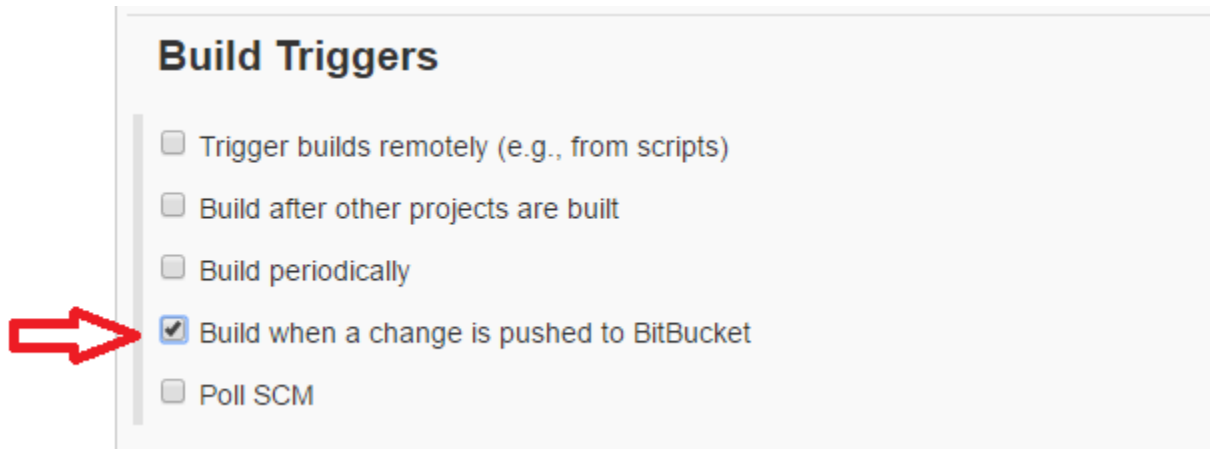 Build Triggers
Trigger builds remotely (e.g., from scripts)
Build after other projects are built
Build periodically
Build when a change is pushed to BitBucket
Poll SCM